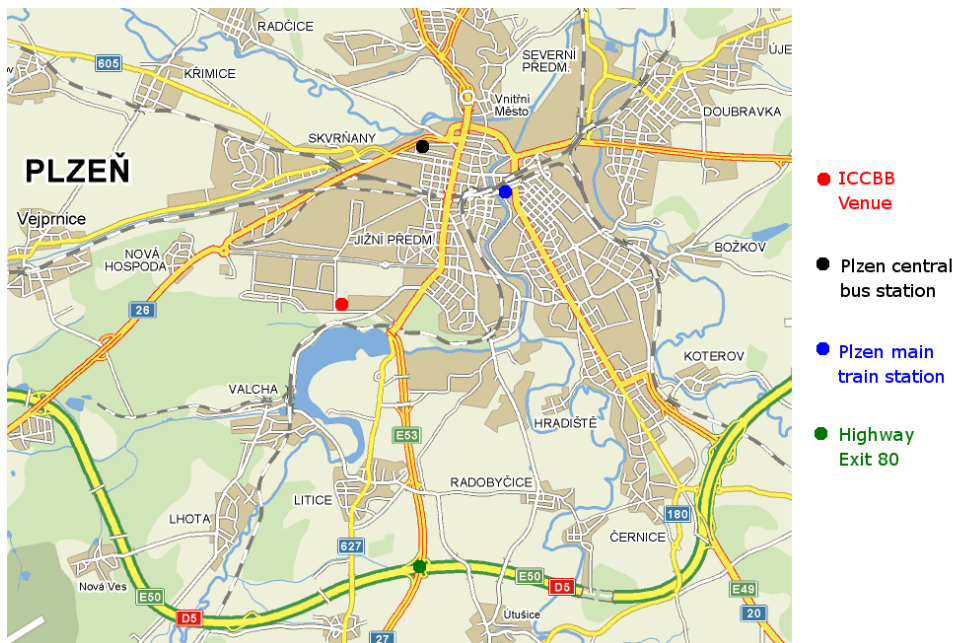 RADČICE
SEVERNÍ
PŘEDM.
ÚJE
605
KŘIMICE
Vnitřní
Město
DOUBRAVKA
SKVRŇANY
PLZEŇ
ICCBB
Venue
Vejprnice
JIŽNÍ PŘEDM
NOVÁ
HOSPODA
BOŽKOV
Plzen central
bus station
26
Plzen main
train station
KOTEROV
VALCHA
HRADIŠTĚ
E53
Highway
Exit 80
RADOBYČICE
LITICE
LHOTA
180
ČERNICE
627
Nová Ves
E50
E50
D5
E49
D5
Útušice
20
27